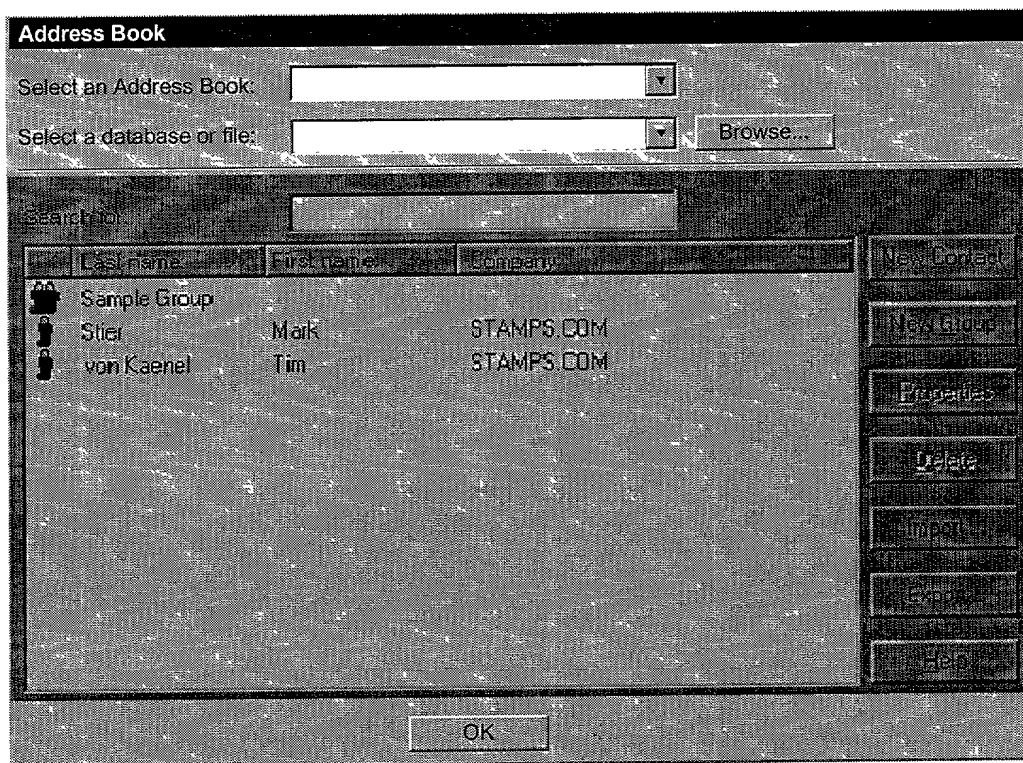 Address Book
Select an Address Book:
Select a database or file: Browse...
Search for
Last name First name Company
Sample Group
Stier Mark STAMPS.COM
von Kaenel Tim STAMPS.COM
New Contact
New Group
Properties
Delete
Import...
Export...
Help
OK